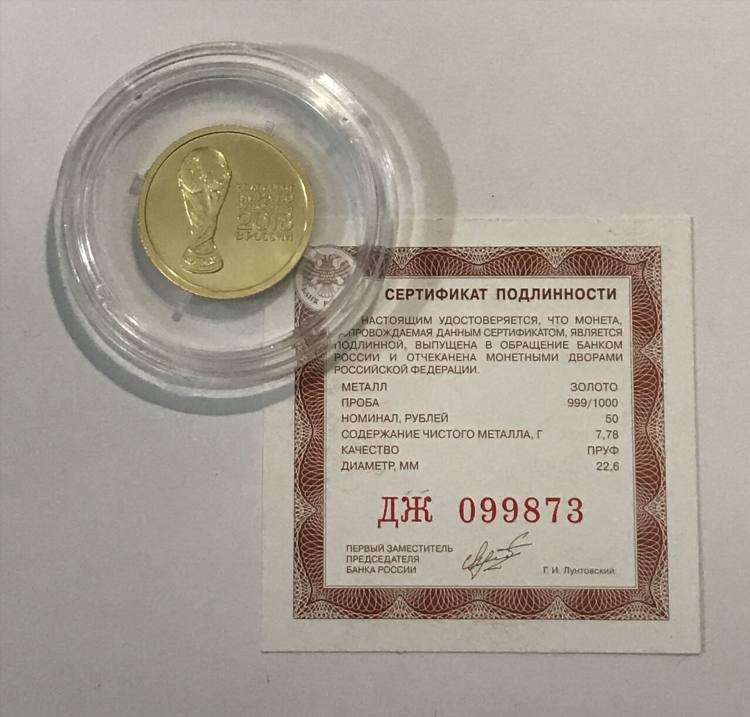 2018
В РОССИИ
СЕРТИФИКАТ ПОДЛИННОСТИ
НАСТОЯЩИМ УДОСТОВЕРЯЕТСЯ, ЧТО МОНЕТА,
СОПРОВОЖДАЕМАЯ ДАННЫМ СЕРТИФИКАТОМ, ЯВЛЯЕТСЯ
ПОДЛИННОЙ, ВЫПУЩЕНА В ОБРАЩЕНИЕ БАНКОМ
РОССИИ И ОТЧЕКАНЕНА МОНЕТНЫМИ ДВОРАМИ
РОССИЙСКОЙ ФЕДЕРАЦИИ.
МЕТАЛЛ ЗОЛОТО
ПРОБА 999/1000
НОМИНАЛ, РУБЛЕЙ 50
СОДЕРЖАНИЕ ЧИСТОГО МЕТАЛЛА, Г 7,78
КАЧЕСТВО ПРУФ
ДИАМЕТР, ММ 22,6
ДЖ 099873
ПЕРВЫЙ ЗАМЕСТИТЕЛЬ
ПРЕДСЕДАТЕЛЯ
БАНКА РОССИИ
Г. И. Лунтовский